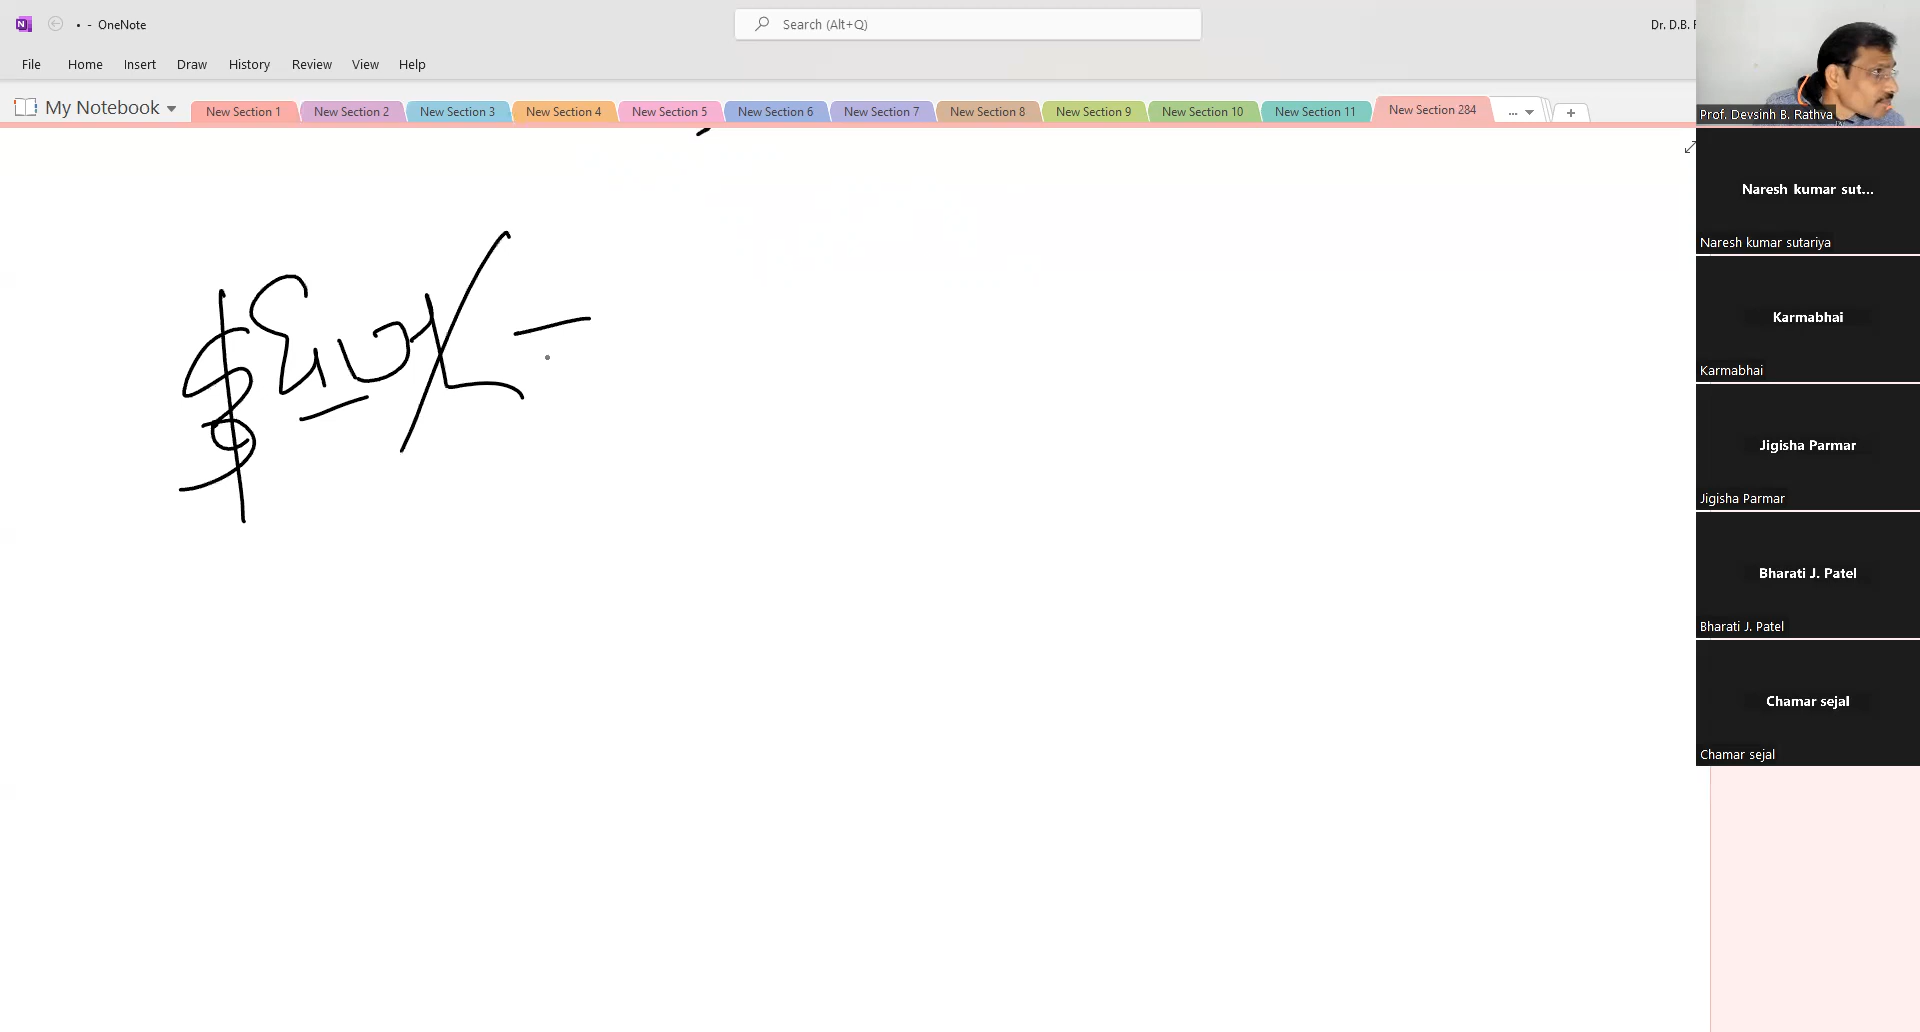 • - OneNote
Search (Alt+Q)
Dr. D.B.
File Home Insert Draw History Review View Help
My Notebook
New Section 1 New Section 2 New Section 3 New Section 4 New Section 5 New Section 6 New Section 7 New Section 8 New Section 9 New Section 10 New Section 11 New Section 284 ... +
Prof. Devsinh B. Rathva
Naresh kumar sut...
Naresh kumar sutariya
Karmabhai
Karmabhai
Jigisha Parmar
Jigisha Parmar
Bharati J. Patel
Bharati J. Patel
Chamar sejal
Chamar sejal